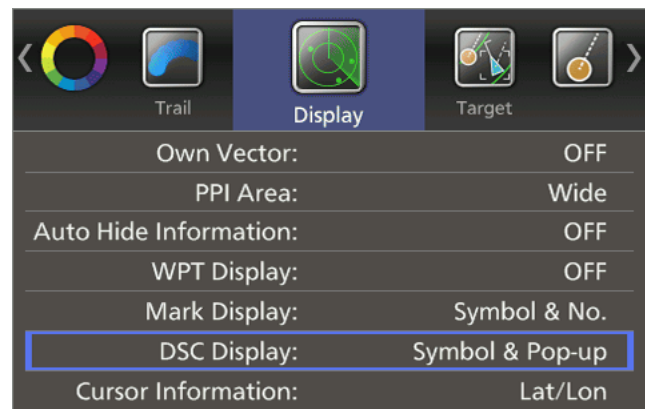 Trail
Display
Target
Own Vector: OFF
PPI Area: Wide
Auto Hide Information: OFF
WPT Display: OFF
Mark Display: Symbol & No.
DSC Display: Symbol & Pop-up
Cursor Information: Lat/Lon